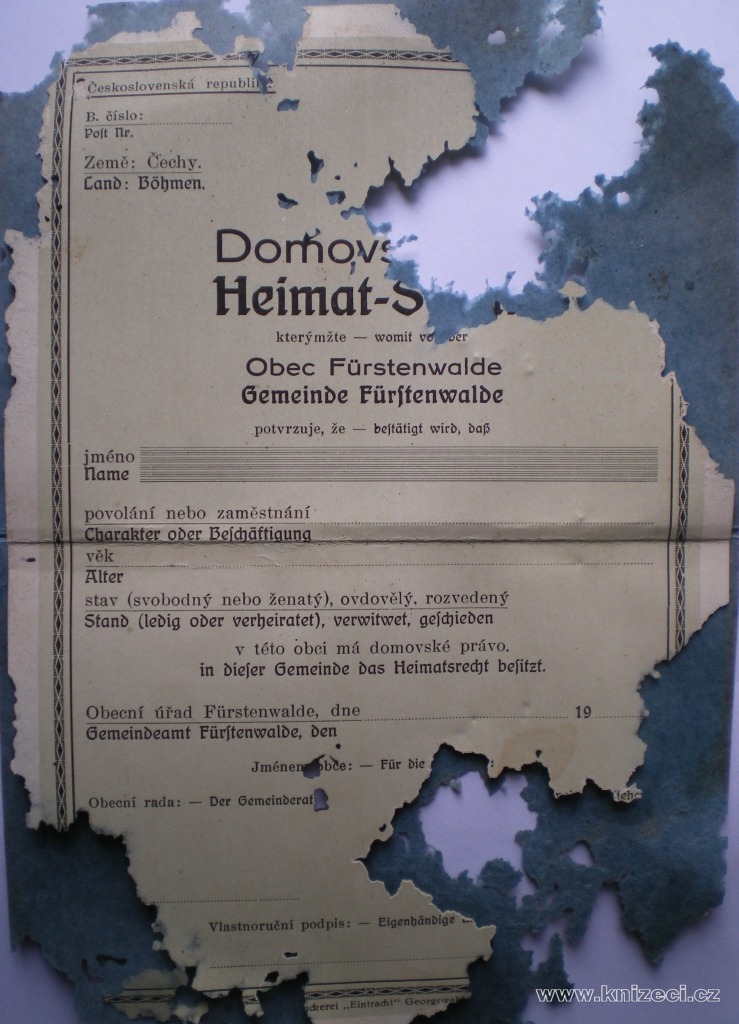 Československá republi
B. číslo:
Post Nr.
Země: Čechy.
Land: Böhmen.
Domovs
Heimat-S
kterýmžte — womit
Obec Fürstenwalde
Gemeinde Fürſtenwalde
potvrzuje, že — beſtätigt wird, daß
jméno
Name
povolání nebo zaměstnání
Charakter oder Beſchäftigung
věk
Alter
stav (svobodný nebo ženatý), ovdovělý, rozvedený
Stand (ledig oder verheiratet), verwitwet, geſchieden
v této obci má domovské právo.
in dieſer Gemeinde das Heimatsrecht beſitzt.
Obecní úřad Fürstenwalde, dne 19
Gemeindeamt Fürſtenwalde, den
Jménem obce: — Für die
Obecní rada: — Der Gemeinderat
Vlastnoruční podpis: — Eigenhändige
ckerei „Eintracht" Georgswal
www.knizeci.cz